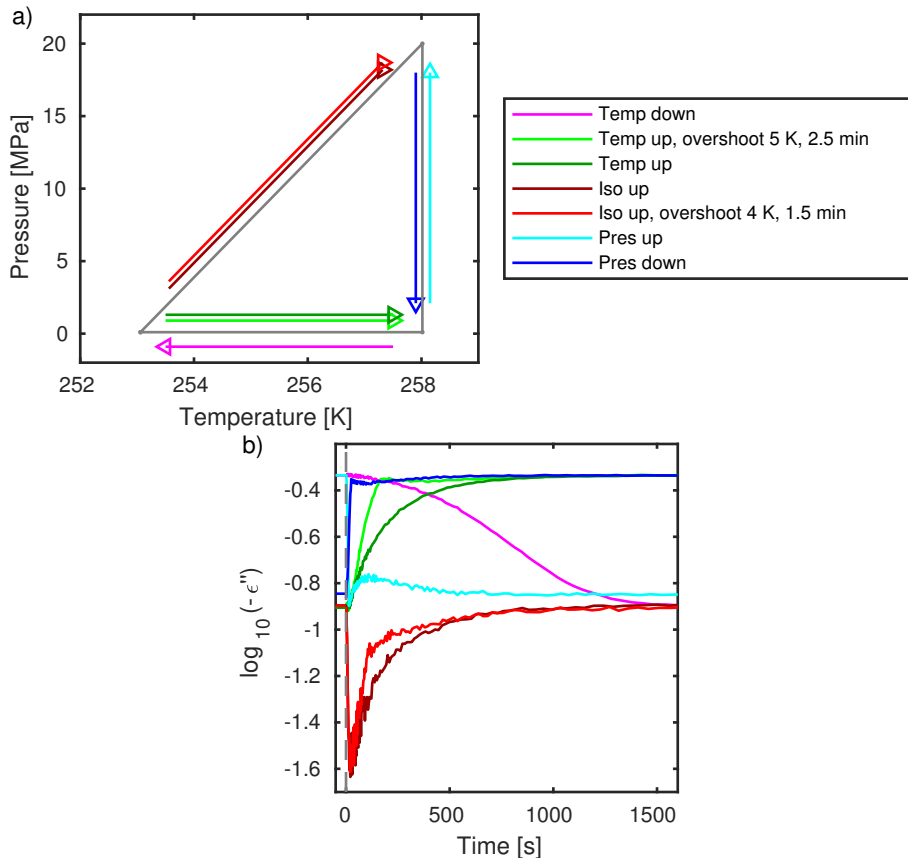 a)
20
15
10
5
0
Pressure [MPa]
252
254
256
258
Temperature [K]
Temp down
Temp up, overshoot 5 K, 2.5 min
Temp up
Iso up
Iso up, overshoot 4 K, 1.5 min
Pres up
Pres down
b)
-0.4
-0.6
-0.8
-1
-1.2
-1.4
-1.6
log 10 (- ϵ'')
0
500
1000
1500
Time [s]